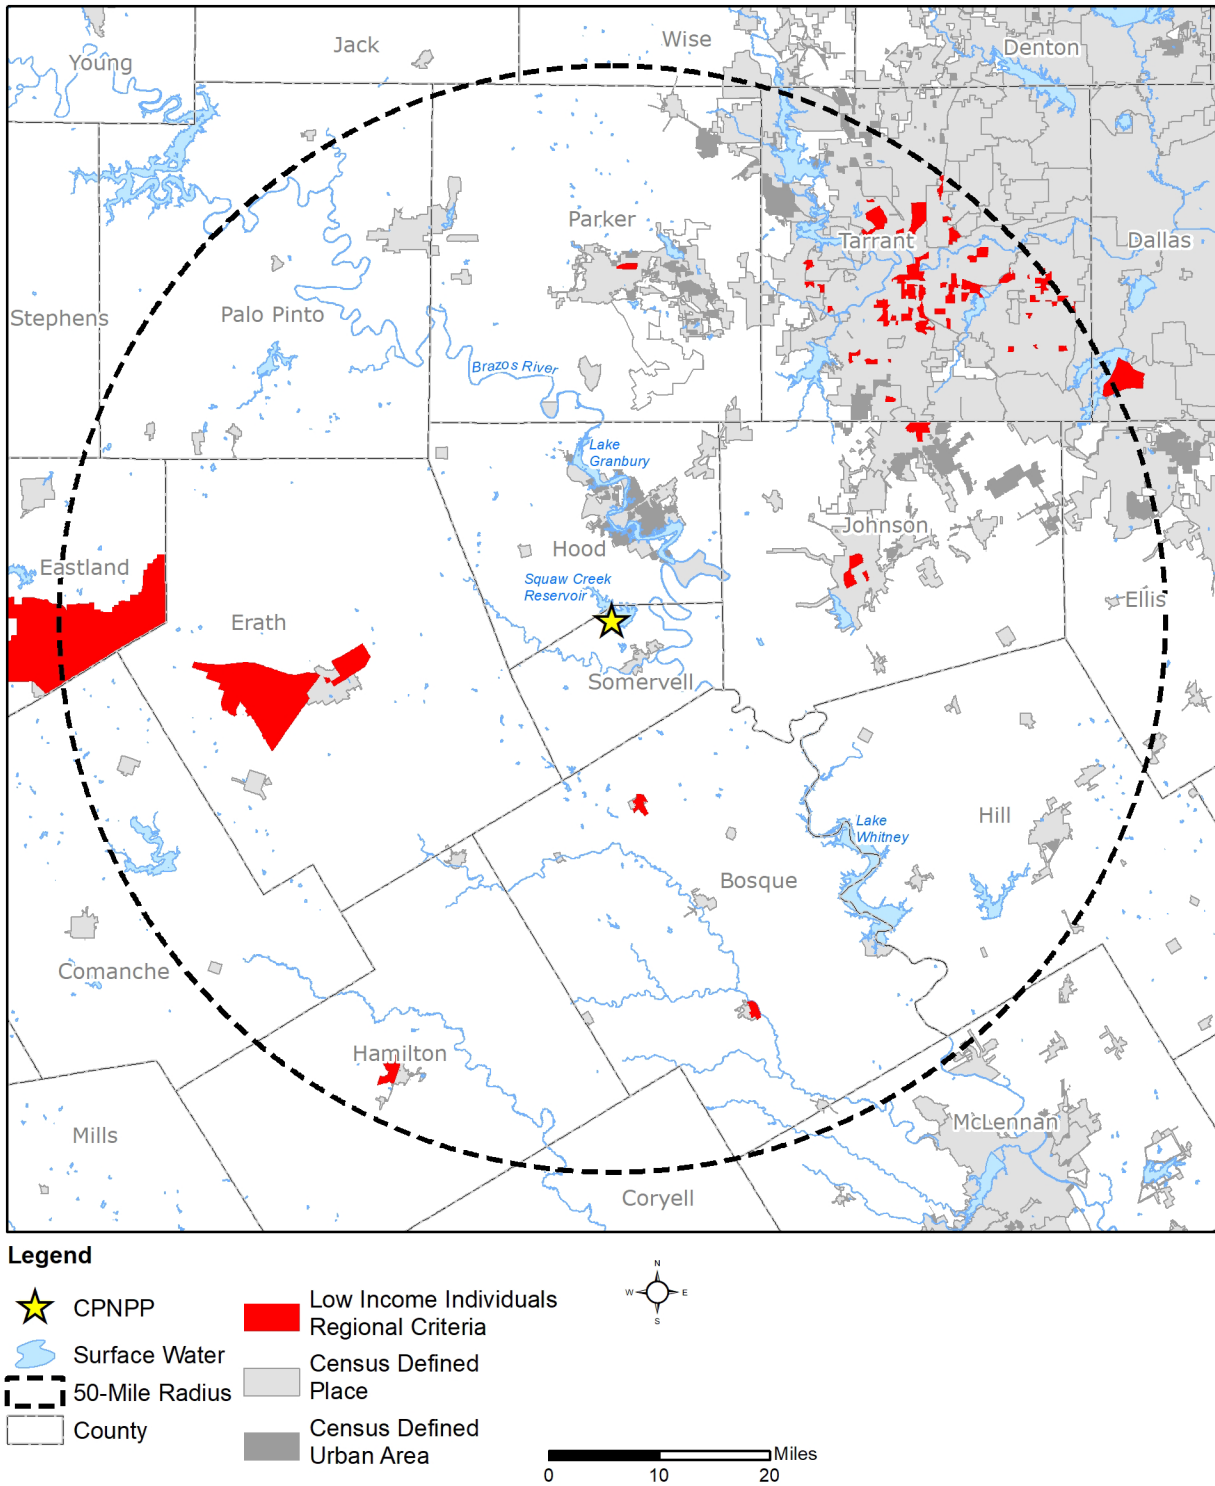 Young
Jack
Wise
Denton
Parker
Tarrant
Dallas
Stephens
Palo Pinto
Brazos River
Lake
Granbury
Eastland
Erath
Hood
Johnson
Squaw Creek
Reservoir
Ellis
Somervell
Lake
Whitney
Hill
Bosque
Comanche
Hamilton
Mills
McLennan
Coryell
Legend
CPNPP
Surface Water
50-Mile Radius
County
Low Income Individuals
Regional Criteria
Census Defined
Place
Census Defined
Urban Area
N
W
E
S
Miles
0
10
20